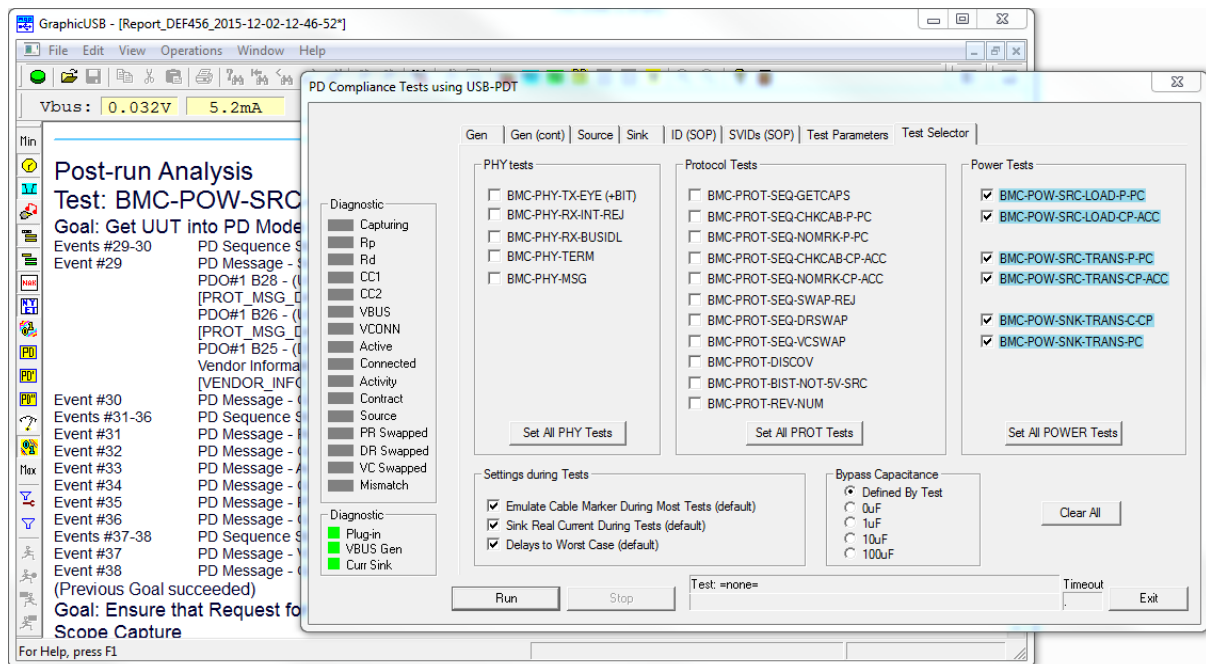 GraphicUSB - [Report_DEF456_2015-12-02-12-46-52*]
File Edit View Operations Window Help
Vbus: 0.032V 5.2mA
Min
NAK
NYET
PD
PD'
PD"
Max
Post-run Analysis
Test: BMC-POW-SRC
Goal: Get UUT into PD Mode
Events #29-30 PD Sequence S
Event #29 PD Message - S
PDO#1 B28 - (U
[PROT_MSG_D
PDO#1 B26 - (U
[PROT_MSG_D
PDO#1 B25 - (D
Vendor Informa
[VENDOR_INFO
Event #30 PD Message - G
Events #31-36 PD Sequence S
Event #31 PD Message - R
Event #32 PD Message - G
Event #33 PD Message - A
Event #34 PD Message - G
Event #35 PD Message - P
Event #36 PD Message - G
Events #37-38 PD Sequence S
Event #37 PD Message - V
Event #38 PD Message - G
(Previous Goal succeeded)
Goal: Ensure that Request fo
Scope Capture
For Help, press F1
PD Compliance Tests using USB-PDT
Gen Gen (cont) Source Sink ID (SOP) SVIDs (SOP) Test Parameters Test Selector
Diagnostic
Capturing
Rp
Rd
CC1
CC2
VBUS
VCONN
Active
Connected
Activity
Contract
Source
PR Swapped
DR Swapped
VC Swapped
Mismatch
Diagnostic
Plug-in
VBUS Gen
Curr Sink
PHY tests
BMC-PHY-TX-EYE (+BIT)
BMC-PHY-RX-INT-REJ
BMC-PHY-RX-BUSIDL
BMC-PHY-TERM
BMC-PHY-MSG
Set All PHY Tests
Protocol Tests
BMC-PROT-SEQ-GETCAPS
BMC-PROT-SEQ-CHKCAB-P-PC
BMC-PROT-SEQ-NOMRK-P-PC
BMC-PROT-SEQ-CHKCAB-CP-ACC
BMC-PROT-SEQ-NOMRK-CP-ACC
BMC-PROT-SEQ-SWAP-REJ
BMC-PROT-SEQ-DRSWAP
BMC-PROT-SEQ-VCSWAP
BMC-PROT-DISCOV
BMC-PROT-BIST-NOT-5V-SRC
BMC-PROT-REV-NUM
Set All PROT Tests
Power Tests
BMC-POW-SRC-LOAD-P-PC
BMC-POW-SRC-LOAD-CP-ACC
BMC-POW-SRC-TRANS-P-PC
BMC-POW-SRC-TRANS-CP-ACC
BMC-POW-SNK-TRANS-C-CP
BMC-POW-SNK-TRANS-PC
Set All POWER Tests
Settings during Tests
Emulate Cable Marker During Most Tests (default)
Sink Real Current During Tests (default)
Delays to Worst Case (default)
Bypass Capacitance
Defined By Test
0uF
1uF
10uF
100uF
Clear All
Run
Stop
Test: =none=
Timeout
.
Exit